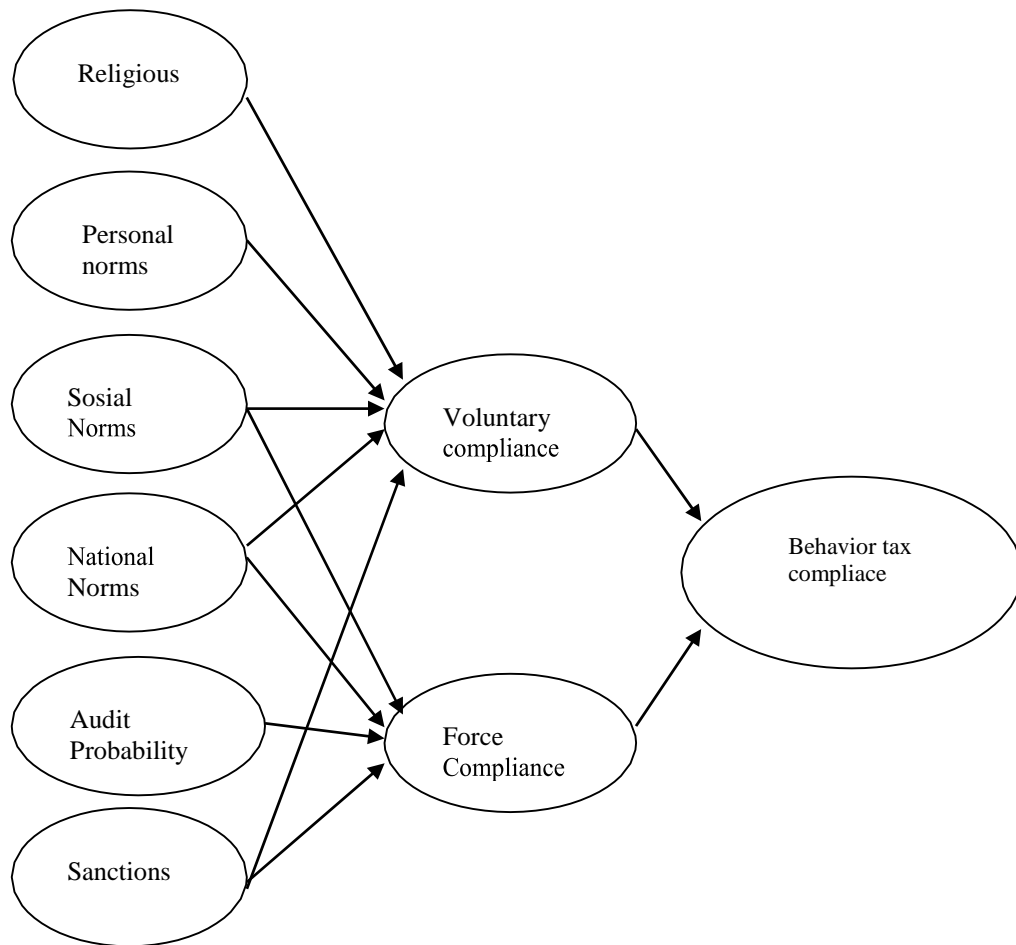 Religious
Personal
norms
Sosial
Norms
National
Norms
Audit
Probability
Sanctions
Voluntary
compliance
Force
Compliance
Behavior tax
compliace